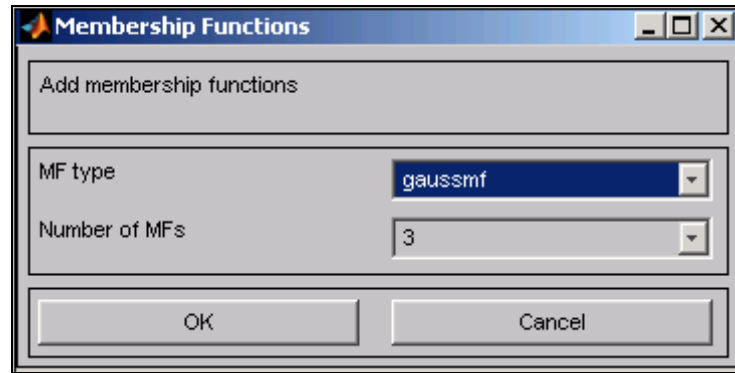 Membership Functions
Add membership functions
MF type
gaussmf
Number of MFs
3
OK
Cancel